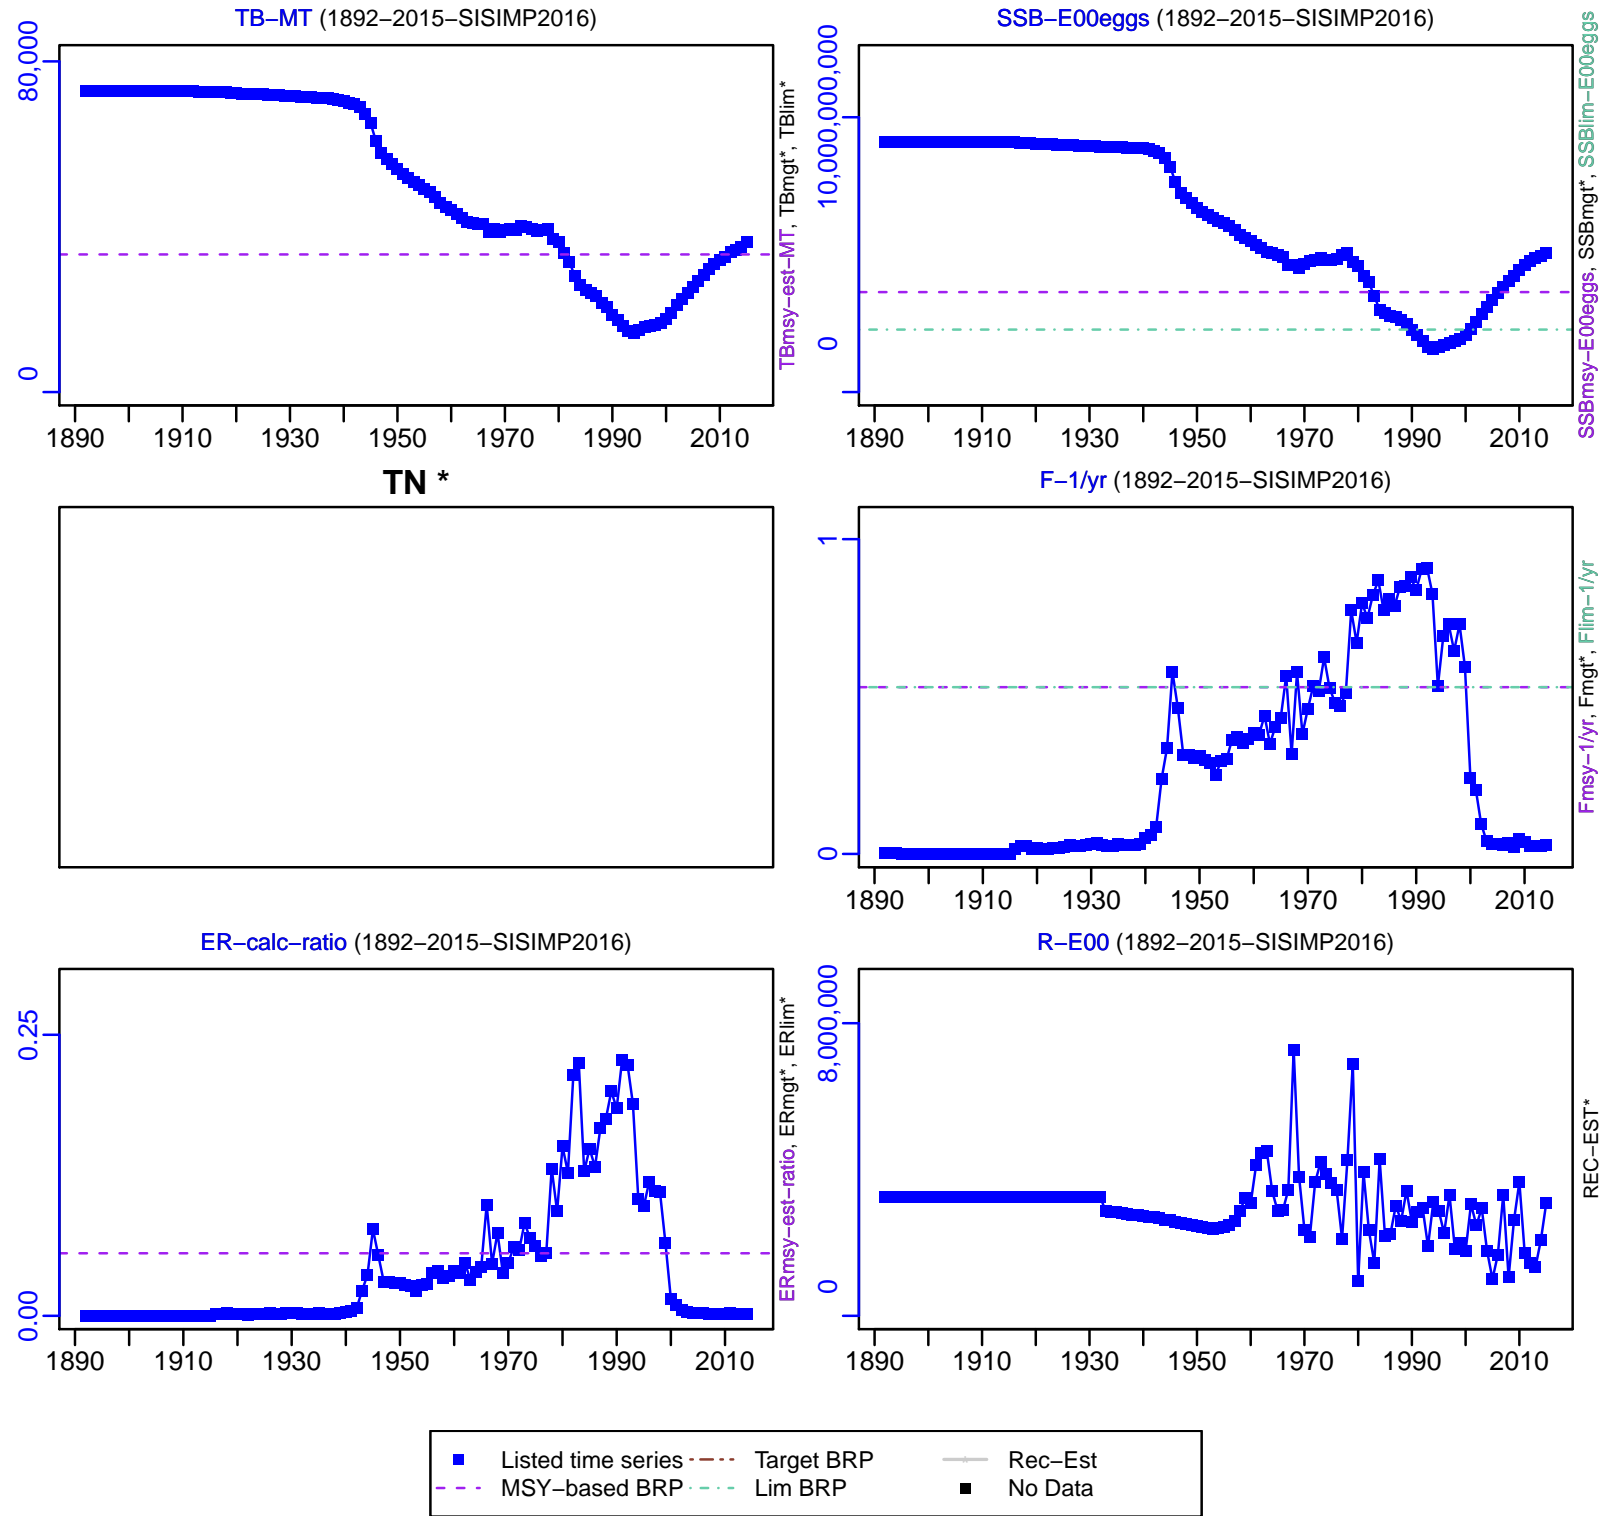 TB−MT (1892−2015−SISIMP2016)
80,000
0
TBmsy−est−MT, TBmgt*, TBlim*
1890 1910 1930 1950 1970 1990 2010
SSB−E00eggs (1892−2015−SISIMP2016)
10,000,000
0
SSBmsy−E00eggs, SSBmgt*, SSBlim−E00eggs
1890 1910 1930 1950 1970 1990 2010
TN *
F−1/yr (1892−2015−SISIMP2016)
1
0
Fmsy−1/yr, Fmgt*, Flim−1/yr
1890 1910 1930 1950 1970 1990 2010
ER−calc−ratio (1892−2015−SISIMP2016)
0.25
0.00
ERmsy−est−ratio, ERmgt*, ERlim*
1890 1910 1930 1950 1970 1990 2010
R−E00 (1892−2015−SISIMP2016)
8,000,000
0
REC−EST*
1890 1910 1930 1950 1970 1990 2010
Listed time series Target BRP Rec−Est
MSY−based BRP Lim BRP No Data